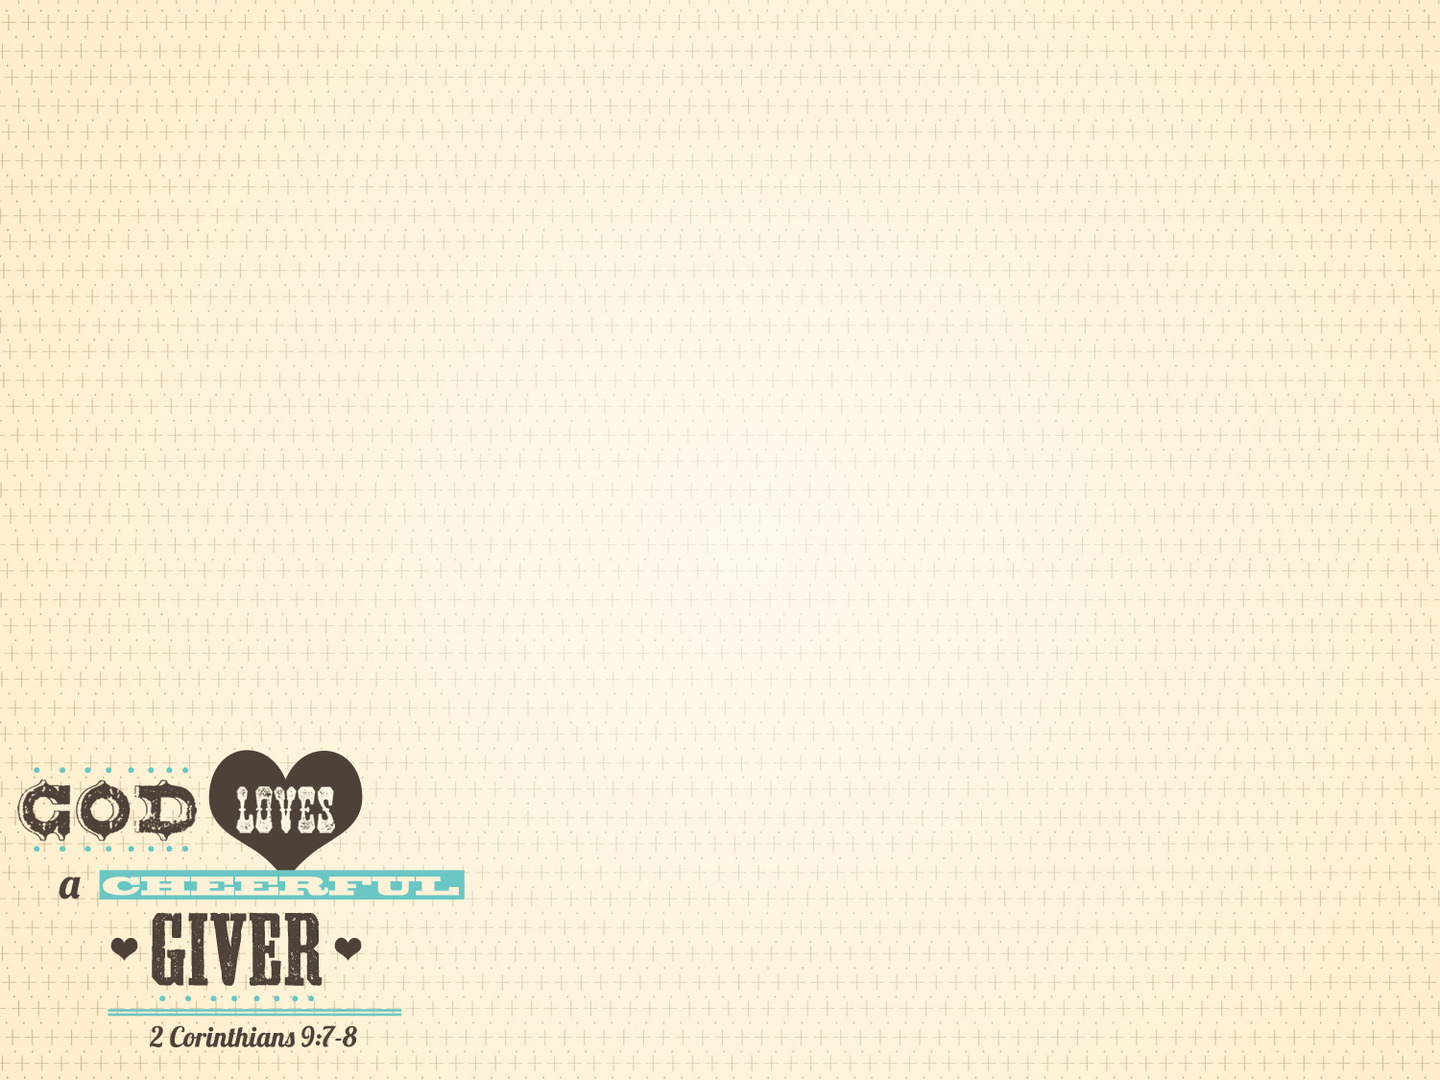 GOD LOVES
a CHEERFUL
GIVER
2 Corinthians 9:7-8